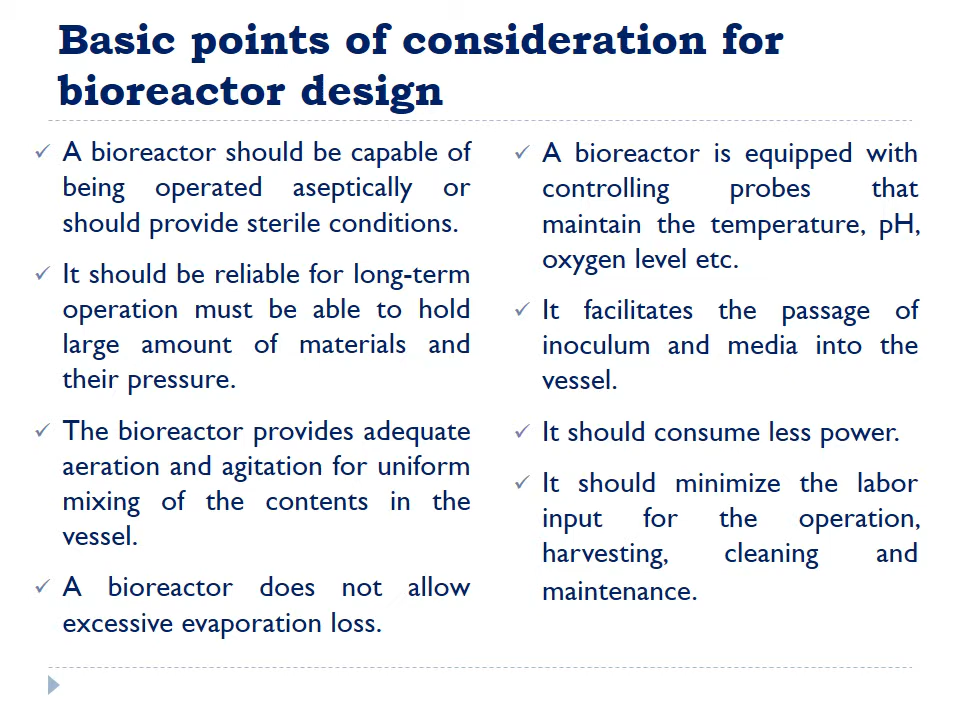 Basic points of consideration for
bioreactor design
✓ A bioreactor should be capable of
being operated aseptically or
should provide sterile conditions.
✓ It should be reliable for long-term
operation must be able to hold
large amount of materials and
their pressure.
✓ The bioreactor provides adequate
aeration and agitation for uniform
mixing of the contents in the
vessel.
✓ A bioreactor does not allow
excessive evaporation loss.
✓ A bioreactor is equipped with
controlling probes that
maintain the temperature, pH,
oxygen level etc.
✓ It facilitates the passage of
inoculum and media into the
vessel.
✓ It should consume less power.
✓ It should minimize the labor
input for the operation,
harvesting, cleaning and
maintenance.